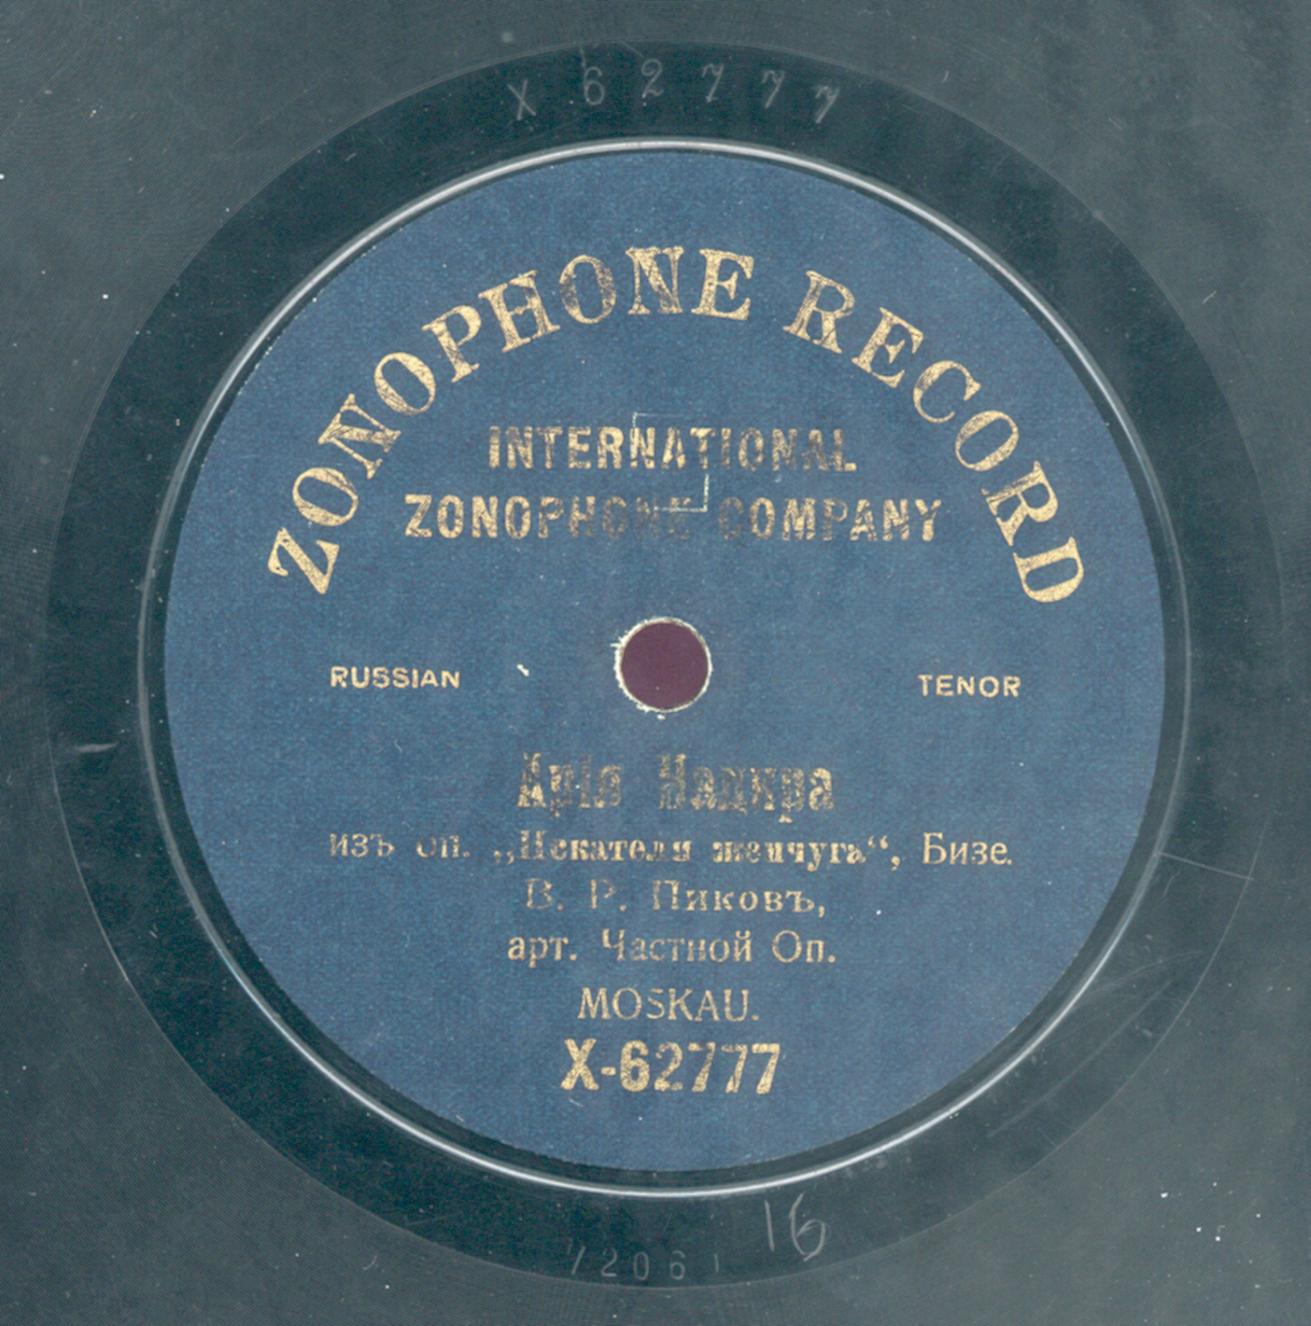 X 62777
ZONOPHONE RECORD
INTERNATIONAL
ZONOPHONE COMPANY
RUSSIAN
TENOR
Арія Надира
изъ оп. „Искатели жемчуга“, Бизе.
В. Р. Пиковъ,
арт. Частной Оп.
MOSKAU.
X-62777
16